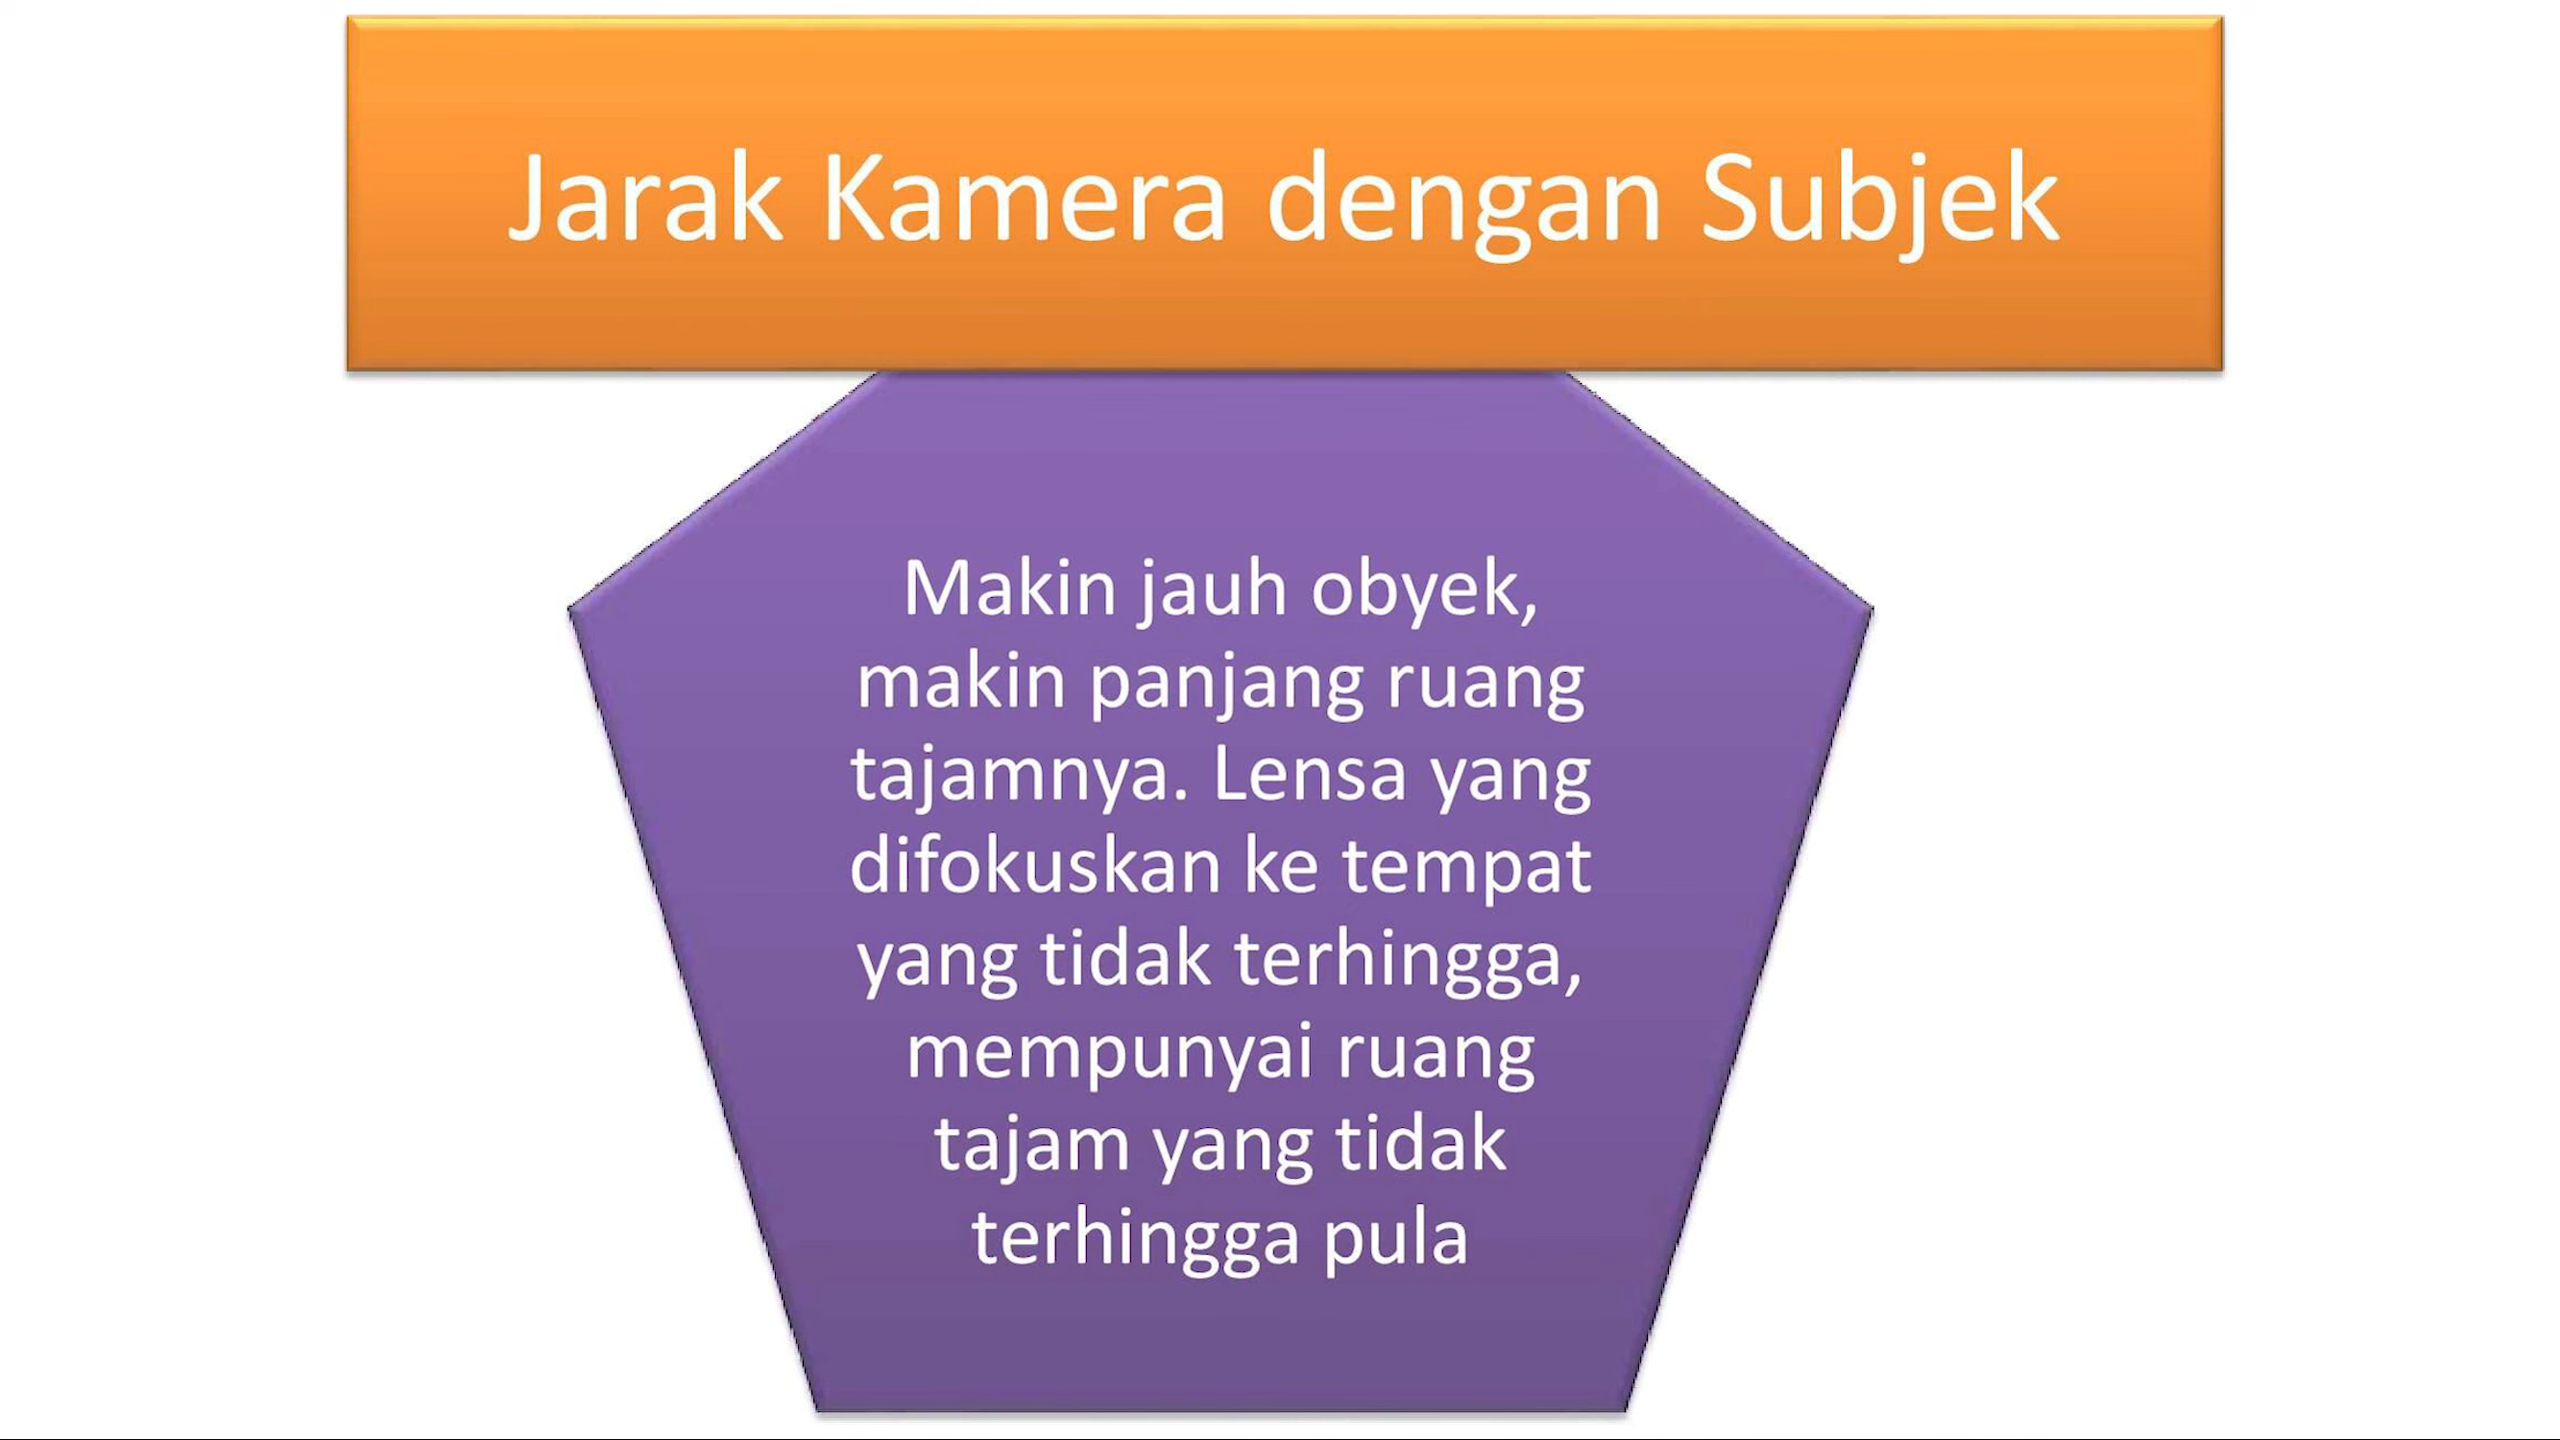 Jarak Kamera dengan Subjek
Makin jauh obyek,
makin panjang ruang
tajamnya. Lensa yang
difokuskan ke tempat
yang tidak terhingga,
mempunyai ruang
tajam yang tidak
terhingga pula